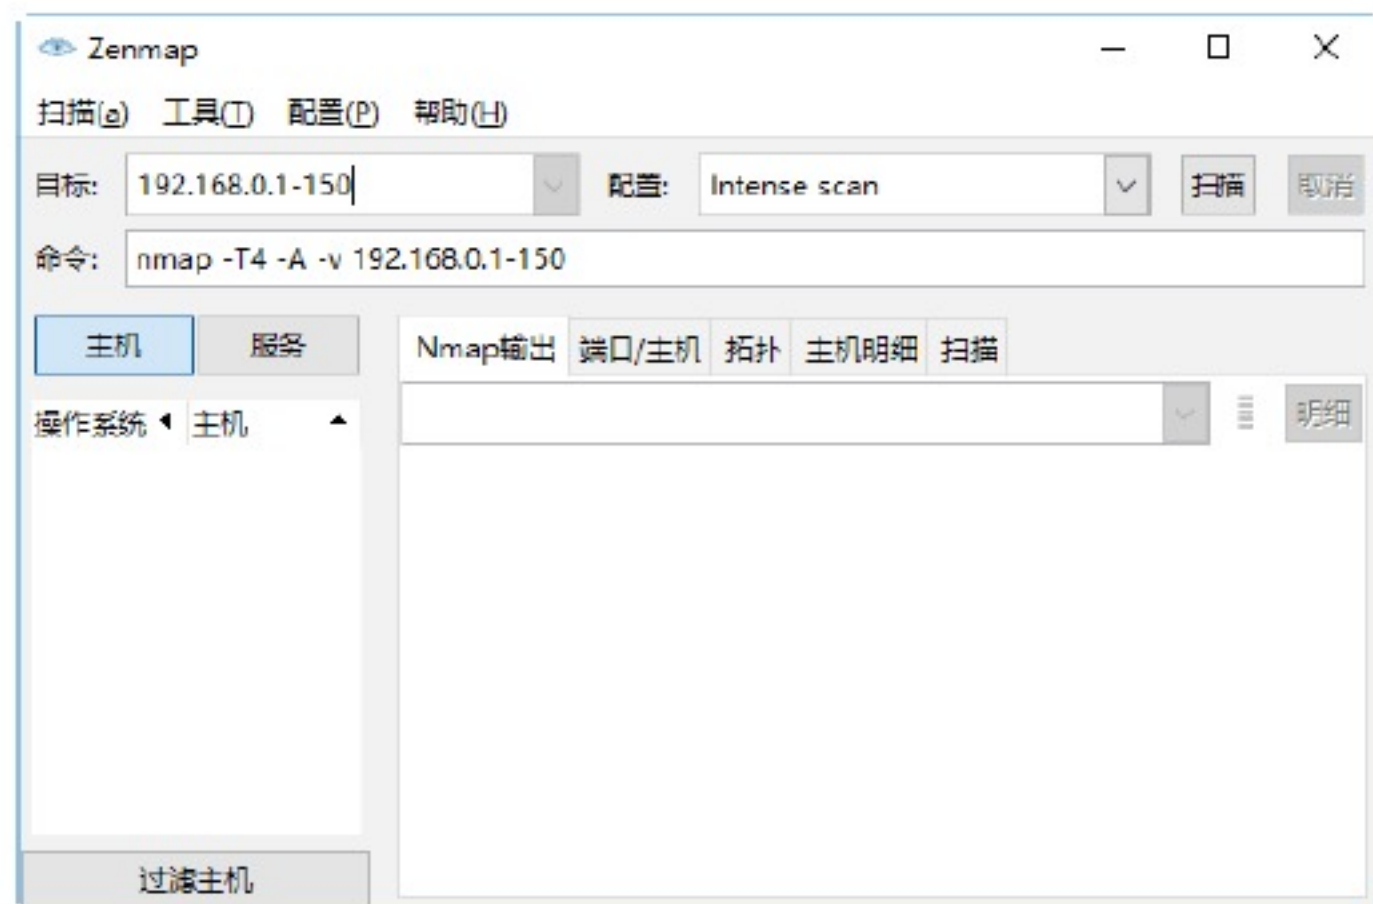 Zenmap
扫描(a) 工具(T) 配置(P) 帮助(H)
目标: 192.168.0.1-150 配置: Intense scan 扫描 取消
命令: nmap -T4 -A -v 192.168.0.1-150
主机 服务 Nmap输出 端口/主机 拓扑 主机明细 扫描
操作系统 主机 明细
过滤主机